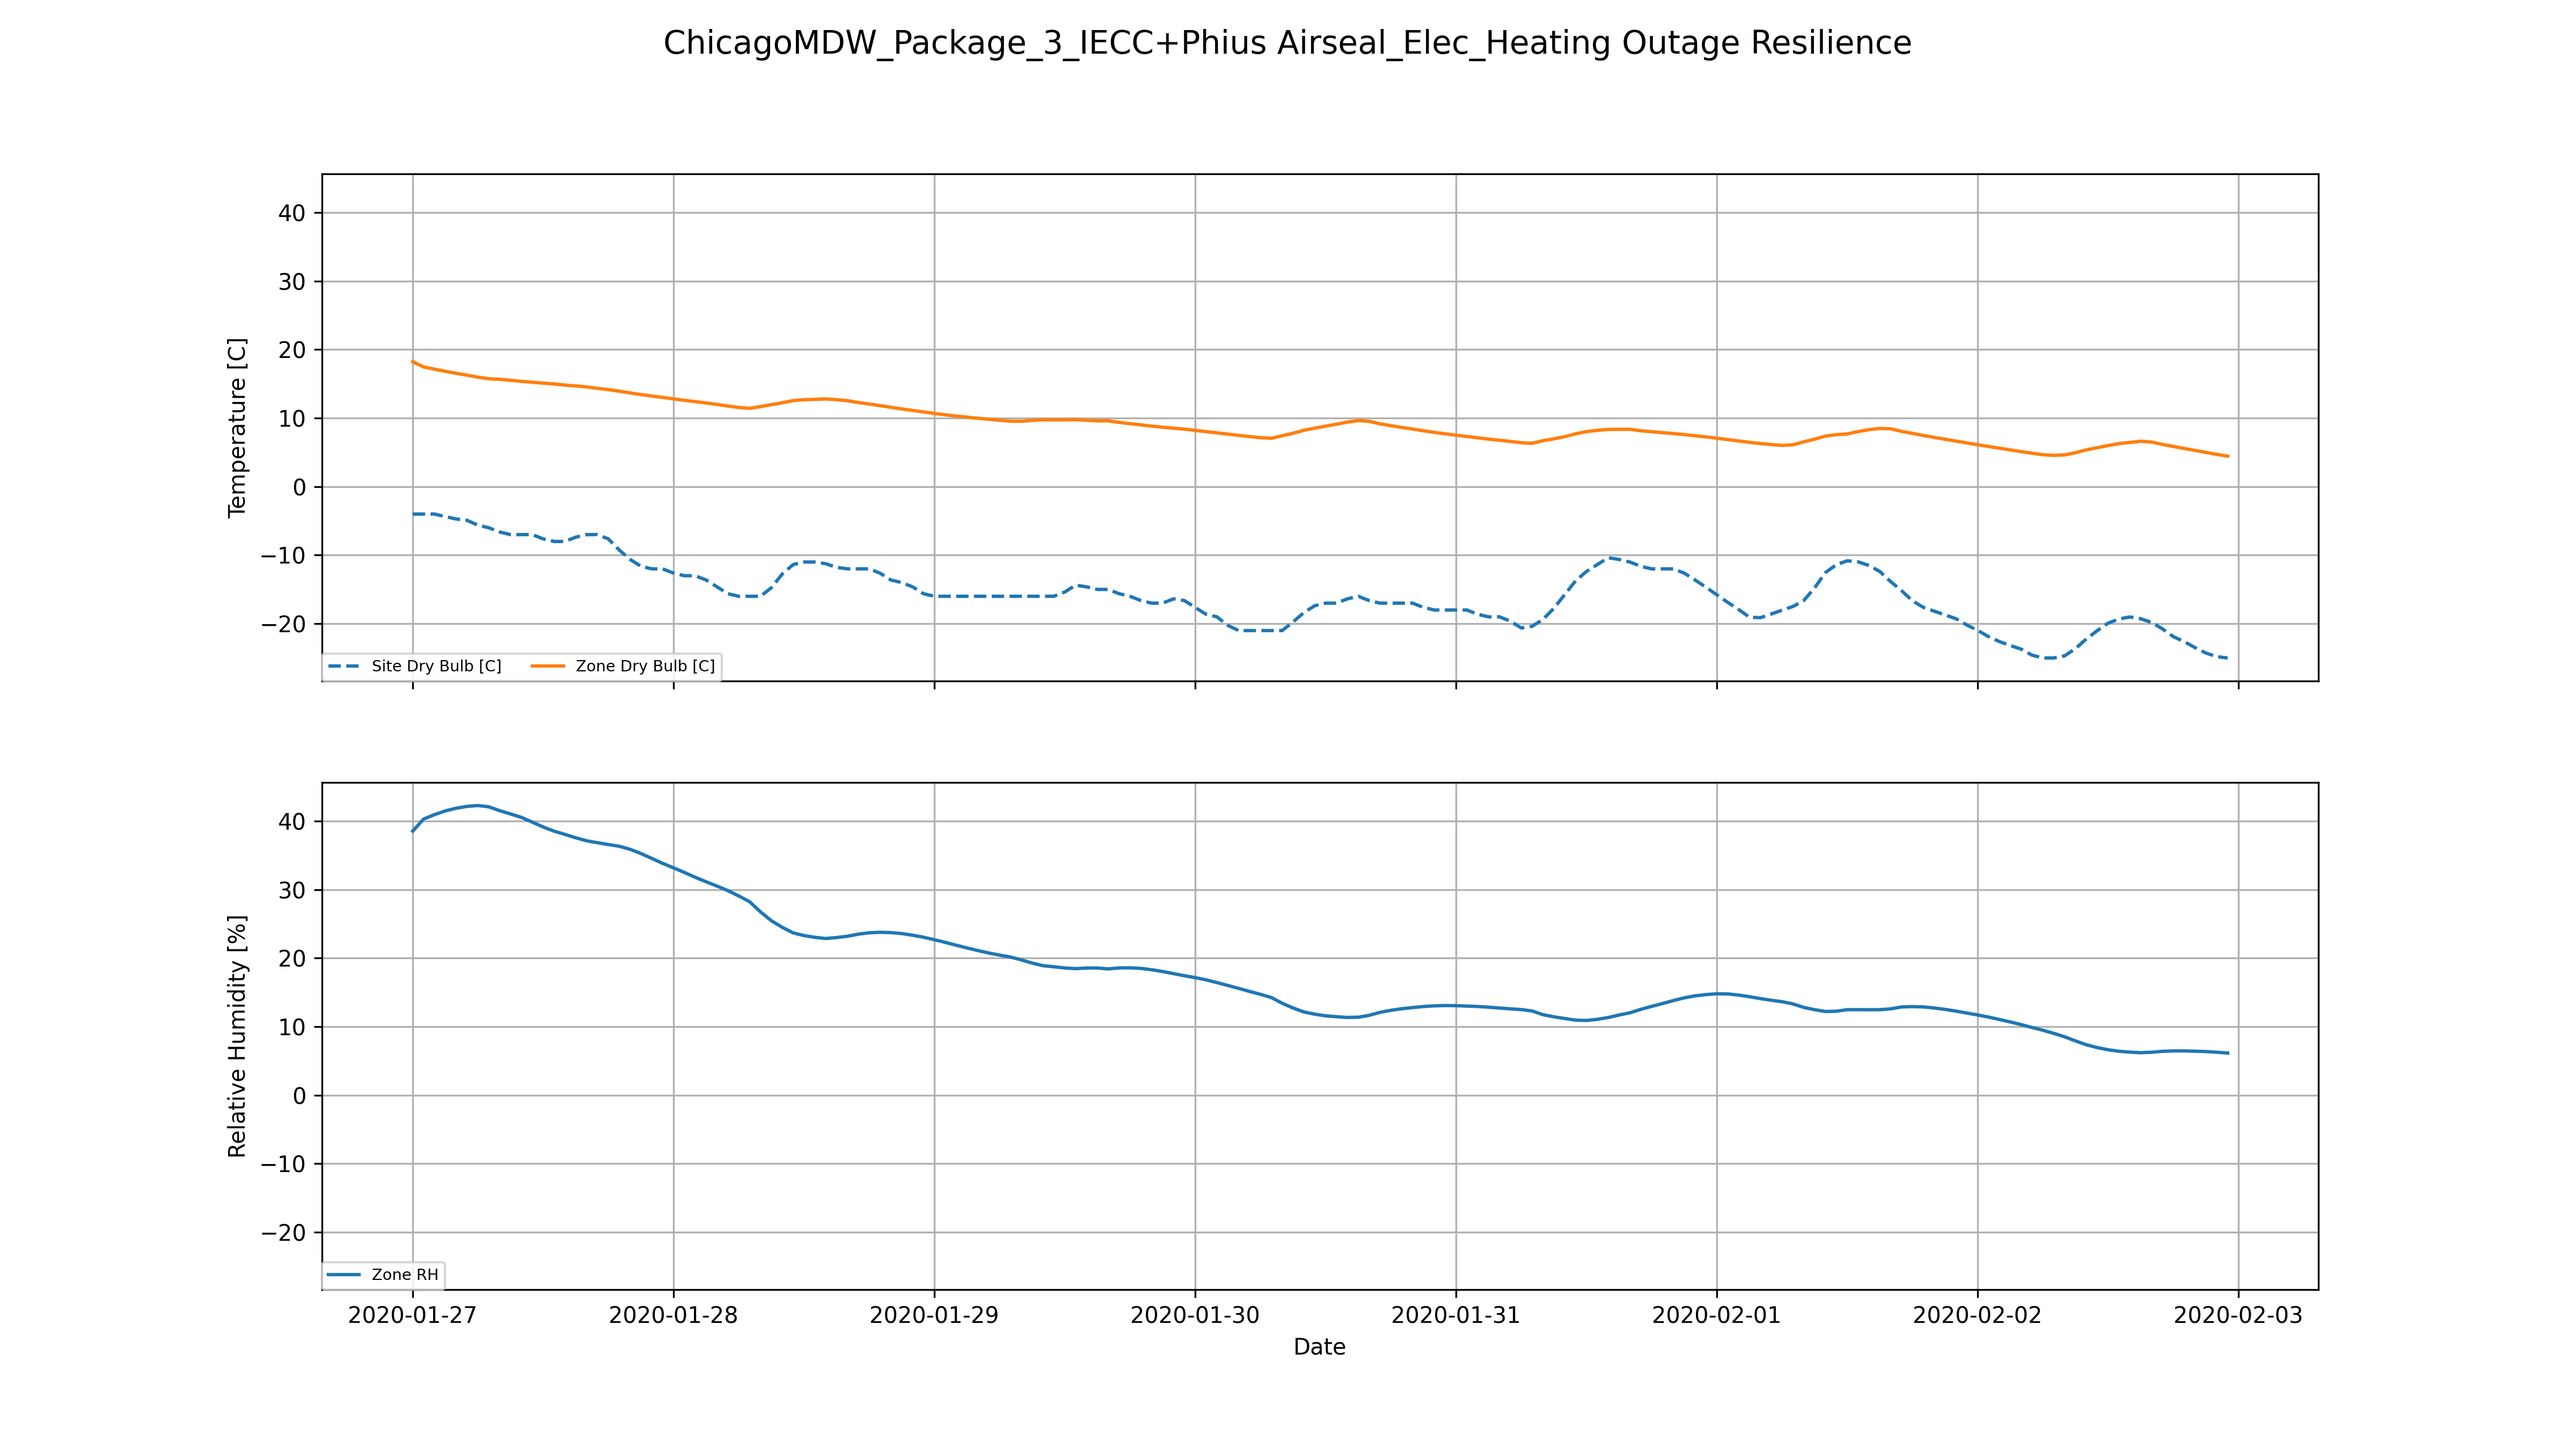 ChicagoMDW_Package_3_IECC+Phius Airseal_Elec_Heating Outage Resilience
Temperature [C]
40
30
20
10
0
−10
−20
Site Dry Bulb [C] Zone Dry Bulb [C]
Relative Humidity [%]
40
30
20
10
0
−10
−20
Zone RH
2020-01-27 2020-01-28 2020-01-29 2020-01-30 2020-01-31 2020-02-01 2020-02-02 2020-02-03
Date